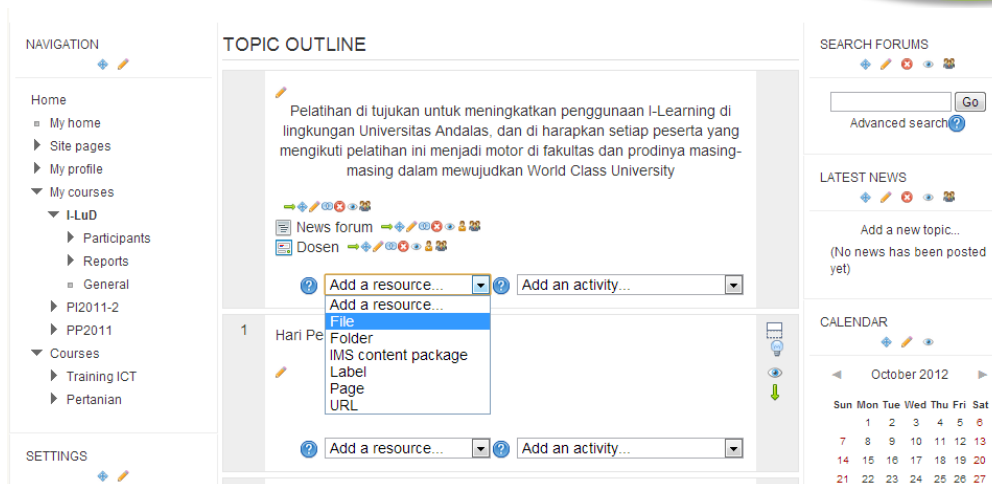 NAVIGATION
Home
My home
Site pages
My profile
My courses
I-LuD
Participants
Reports
General
PI2011-2
PP2011
Courses
Training ICT
Pertanian
SETTINGS
TOPIC OUTLINE
Pelatihan di tujukan untuk meningkatkan penggunaan I-Learning di
lingkungan Universitas Andalas, dan di harapkan setiap peserta yang
mengikuti pelatihan ini menjadi motor di fakultas dan prodinya masing-
masing dalam mewujudkan World Class University
News forum
Dosen
Add a resource... Add an activity...
Add a resource...
File
Folder
IMS content package
Label
Page
URL
1 Hari Pe
Add a resource... Add an activity...
SEARCH FORUMS
Go
Advanced search
LATEST NEWS
Add a new topic...
(No news has been posted
yet)
CALENDAR
October 2012
Sun Mon Tue Wed Thu Fri Sat
1 2 3 4 5 6
7 8 9 10 11 12 13
14 15 16 17 18 19 20
21 22 23 24 25 26 27